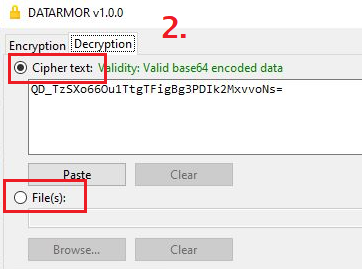 DATARMOR v1.0.0
2.
Encryption Decryption
Cipher text: Validity: Valid base64 encoded data
QD_TzSXo66Ou1TtgTFigBg3PDIk2MxvvoNs=
Paste Clear
File(s):
Browse... Clear